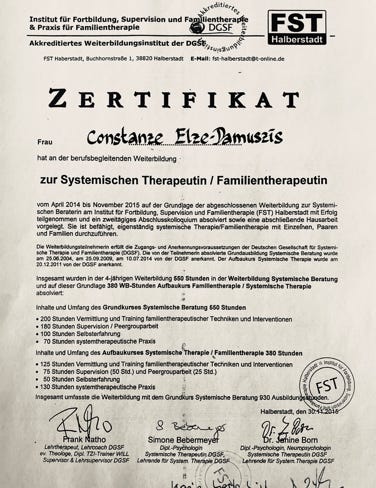 Institut für Fortbildung, Supervision und Familientherapie
& Praxis für Familientherapie
Akkreditiertes Weiterbildungsinstitut der DGSF
DGSF
FST
Halberstadt
FST Halberstadt, Buchhornstraße 1, 38820 Halberstadt E-Mail: fst-halberstadt@t-online.de
ZERTIFIKAT
Frau Constanze Elze-Damuszis
hat an der berufsbegleitenden Weiterbildung
zur Systemischen Therapeutin / Familientherapeutin
vom April 2014 bis November 2015 auf der Grundlage der abgeschlossenen Weiterbildung zur Systemi-
schen Beraterin am Institut für Fortbildung, Supervision und Familientherapie (FST) Halberstadt mit Erfolg
teilgenommen und ein zweitägiges Abschlusskolloquium absolviert sowie eine abschließende Hausarbeit
vorgelegt. Sie ist befähigt, eigenständig systemische Therapie/Familientherapie mit Einzelnen, Paaren
und Familien durchzuführen.
Die Weiterbildungsteilnehmerin erfüllt die Zugangs- und Anerkennungsvoraussetzungen der Deutschen Gesellschaft für Systemi-
sche Therapie und Familientherapie (DGSF). Die von der Teilnehmerin absolvierte Grundausbildung Systemische Beratung wurde
am 25.06.2004, 25.09.2009, am 10.07.2014 von der DGSF anerkannt. Der Aufbaukurs Systemische Therapie wurde am
von der DGSF anerkannt.
Insgesamt wurden in der 4-jährigen Weiterbildung 550 Stunden in der Weiterbildung Systemische Beratung
und auf dieser Grundlage 380 WB-Stunden Aufbaukurs Familientherapie / Systemische Therapie
absolviert:
Inhalte und Umfang des Grundkurses Systemische Beratung 550 Stunden
• 200 Stunden Vermittlung und Training familientherapeutischer Techniken und Interventionen
• 180 Stunden Supervision / Peergrouparbeit
• 100 Stunden Selbsterfahrung
• 70 Stunden systemtherapeutische Praxis
Inhalte und Umfang des Aufbaukurses Systemische Therapie / Familientherapie 380 Stunden
• 125 Stunden Vermittlung und Training familientherapeutischer Techniken und Interventionen
• 75 Stunden Supervision (50 Std.) und Peergrouparbeit (25 Std.)
• 50 Stunden Selbsterfahrung
• 130 Stunden systemtherapeutische Praxis
Insgesamt umfasste die Weiterbildung mit dem Grundkurs Systemische Beratung 930 Ausbildungsstunden.
FST
Halberstadt, den 30.11.2015
Frank Natho
Lehrtherapeut, Lehrcoach DGSF
ev. Theologe, Dipl. TZI-Trainer WILL
Supervisor & Lehrsupervisor DGSF
Simone Bebermeyer
Dipl.-Psychologin
Systemische Therapeutin DGSF
Lehrende für System. Therapie DGSF
Dr. Janine Born
Dipl.-Psychologin, Neuropsychologin
Systemische Therapeutin DGSF
Lehrende für System. Therapie DGSF